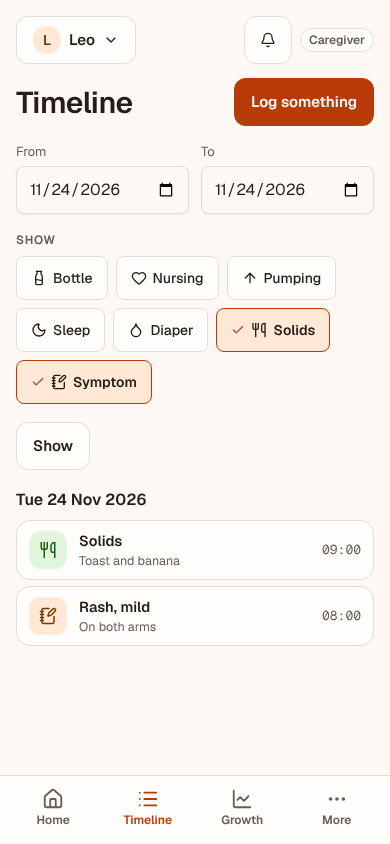 L Leo
Caregiver
Timeline
Log something
From
To
11/24/2026
11/24/2026
SHOW
Bottle
Nursing
Pumping
Sleep
Diaper
Solids
Symptom
Show
Tue 24 Nov 2026
Solids
Toast and banana
09:00
Rash, mild
On both arms
08:00
Home
Timeline
Growth
More